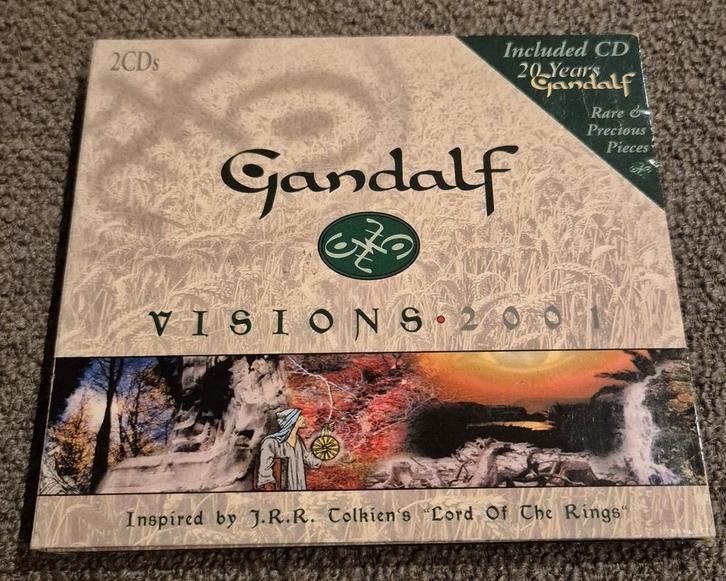 2CDs
Included CD
20 Years
Gandalf
Rare &
Precious
Pieces
Gandalf
VISIONS • 2001
Inspired by J.R.R. Tolkien's "Lord Of The Rings"